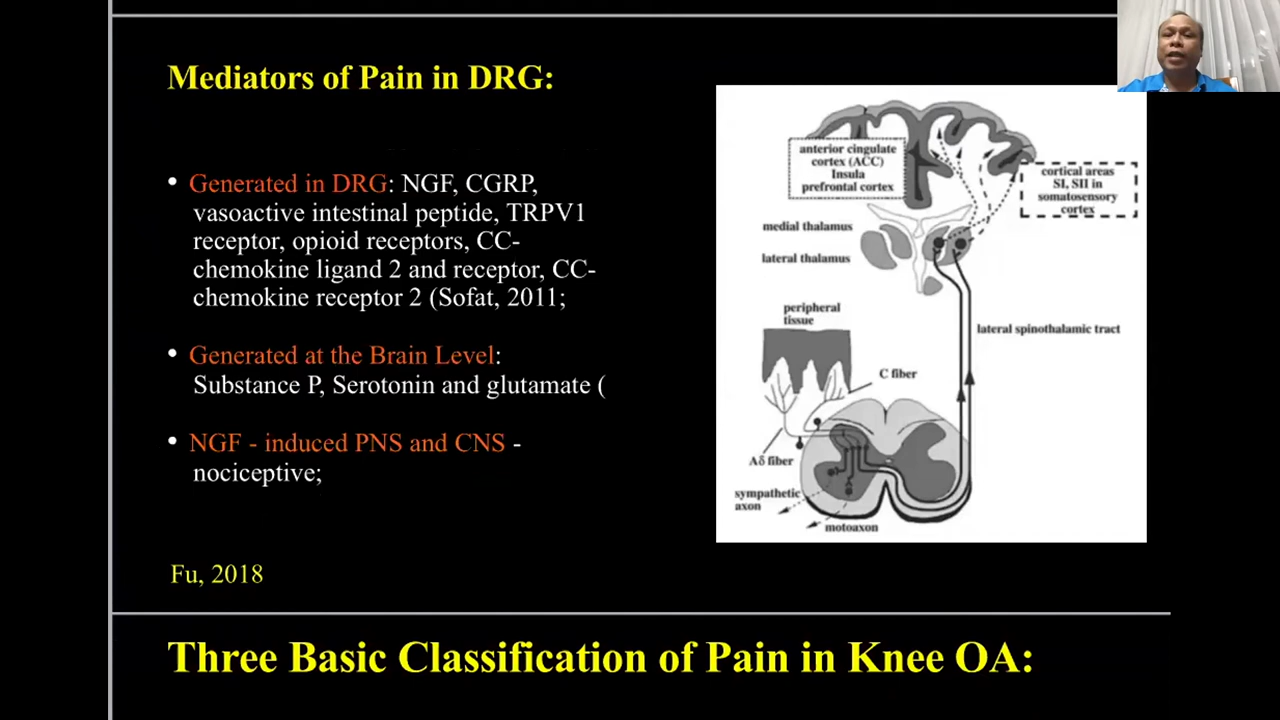 Mediators of Pain in DRG:
• Generated in DRG: NGF, CGRP,
vasoactive intestinal peptide, TRPV1
receptor, opioid receptors, CC-
chemokine ligand 2 and receptor, CC-
chemokine receptor 2 (Sofat, 2011;
• Generated at the Brain Level:
Substance P, Serotonin and glutamate (
• NGF - induced PNS and CNS -
nociceptive;
Fu, 2018
anterior cingulate
cortex (ACC)
Insula
prefrontal cortex
cortical areas
SI, SII in
somatosensory
cortex
medial thalamus
lateral thalamus
peripheral
tissue
lateral spinothalamic tract
C fiber
Aδ fiber
sympathetic
axon
motoaxon
Three Basic Classification of Pain in Knee OA: